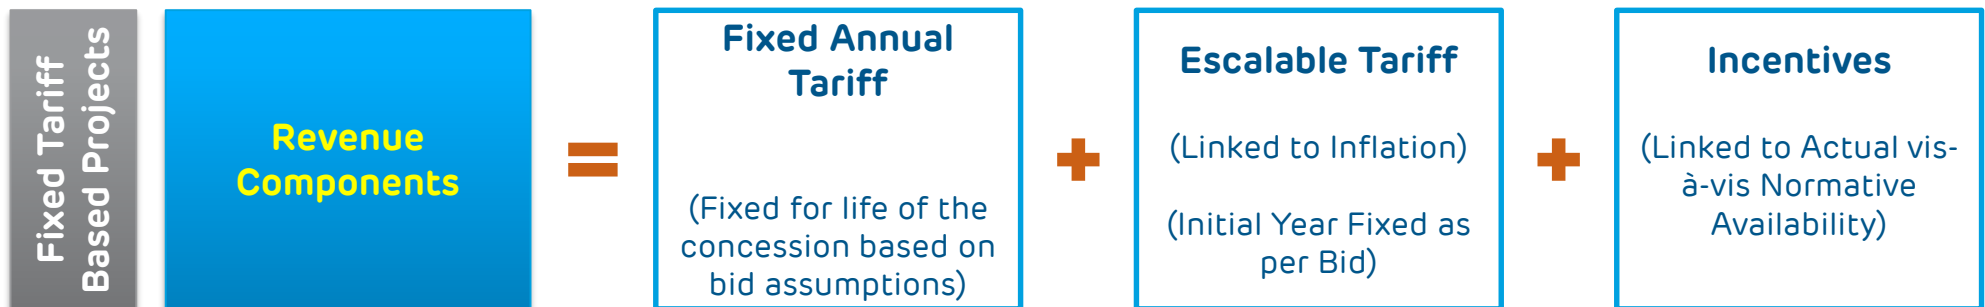 Fixed Tariff
Based Projects
Revenue
Components
=
Fixed Annual
Tariff
(Fixed for life of the
concession based on
bid assumptions)
+
Escalable Tariff
(Linked to Inflation)
(Initial Year Fixed as
per Bid)
+
Incentives
(Linked to Actual vis-
à-vis Normative
Availability)